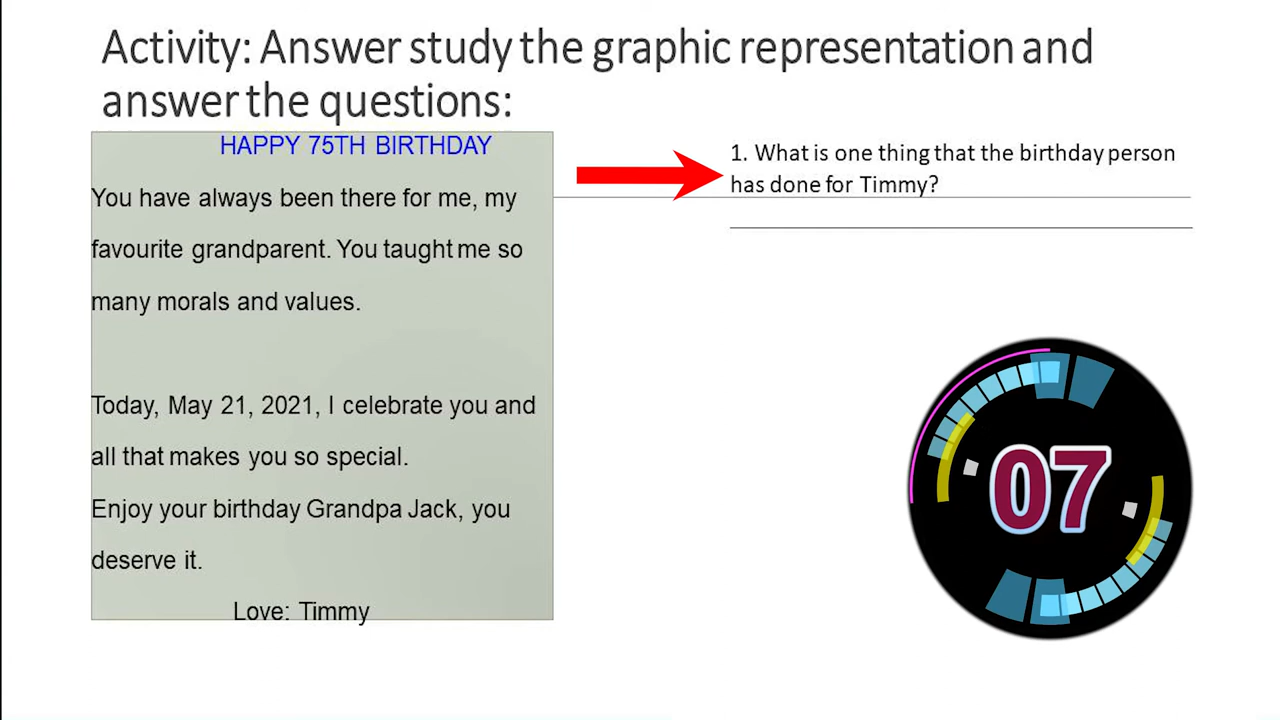 Activity: Answer study the graphic representation and
answer the questions:
HAPPY 75TH BIRTHDAY
You have always been there for me, my
favourite grandparent. You taught me so
many morals and values.
Today, May 21, 2021, I celebrate you and
all that makes you so special.
Enjoy your birthday Grandpa Jack, you
deserve it.
Love: Timmy
1. What is one thing that the birthday person
has done for Timmy?
07